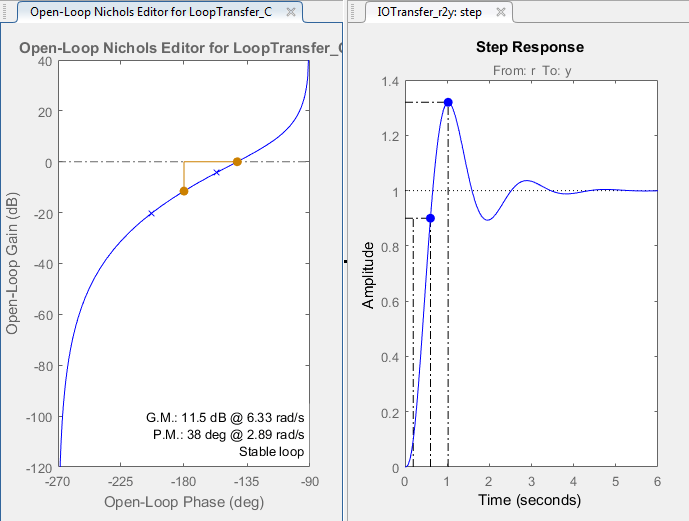 Open-Loop Nichols Editor for LoopTransfer_C
Open-Loop Nichols Editor for LoopTransfer_C
40
20
0
-20
-40
-60
-80
-100
-120
Open-Loop Gain (dB)
G.M.: 11.5 dB @ 6.33 rad/s
P.M.: 38 deg @ 2.89 rad/s
Stable loop
-270 -225 -180 -135 -90
Open-Loop Phase (deg)
IOTransfer_r2y: step
Step Response
From: r To: y
1.4
1.2
1
0.8
0.6
0.4
0.2
0
Amplitude
0 1 2 3 4 5 6
Time (seconds)